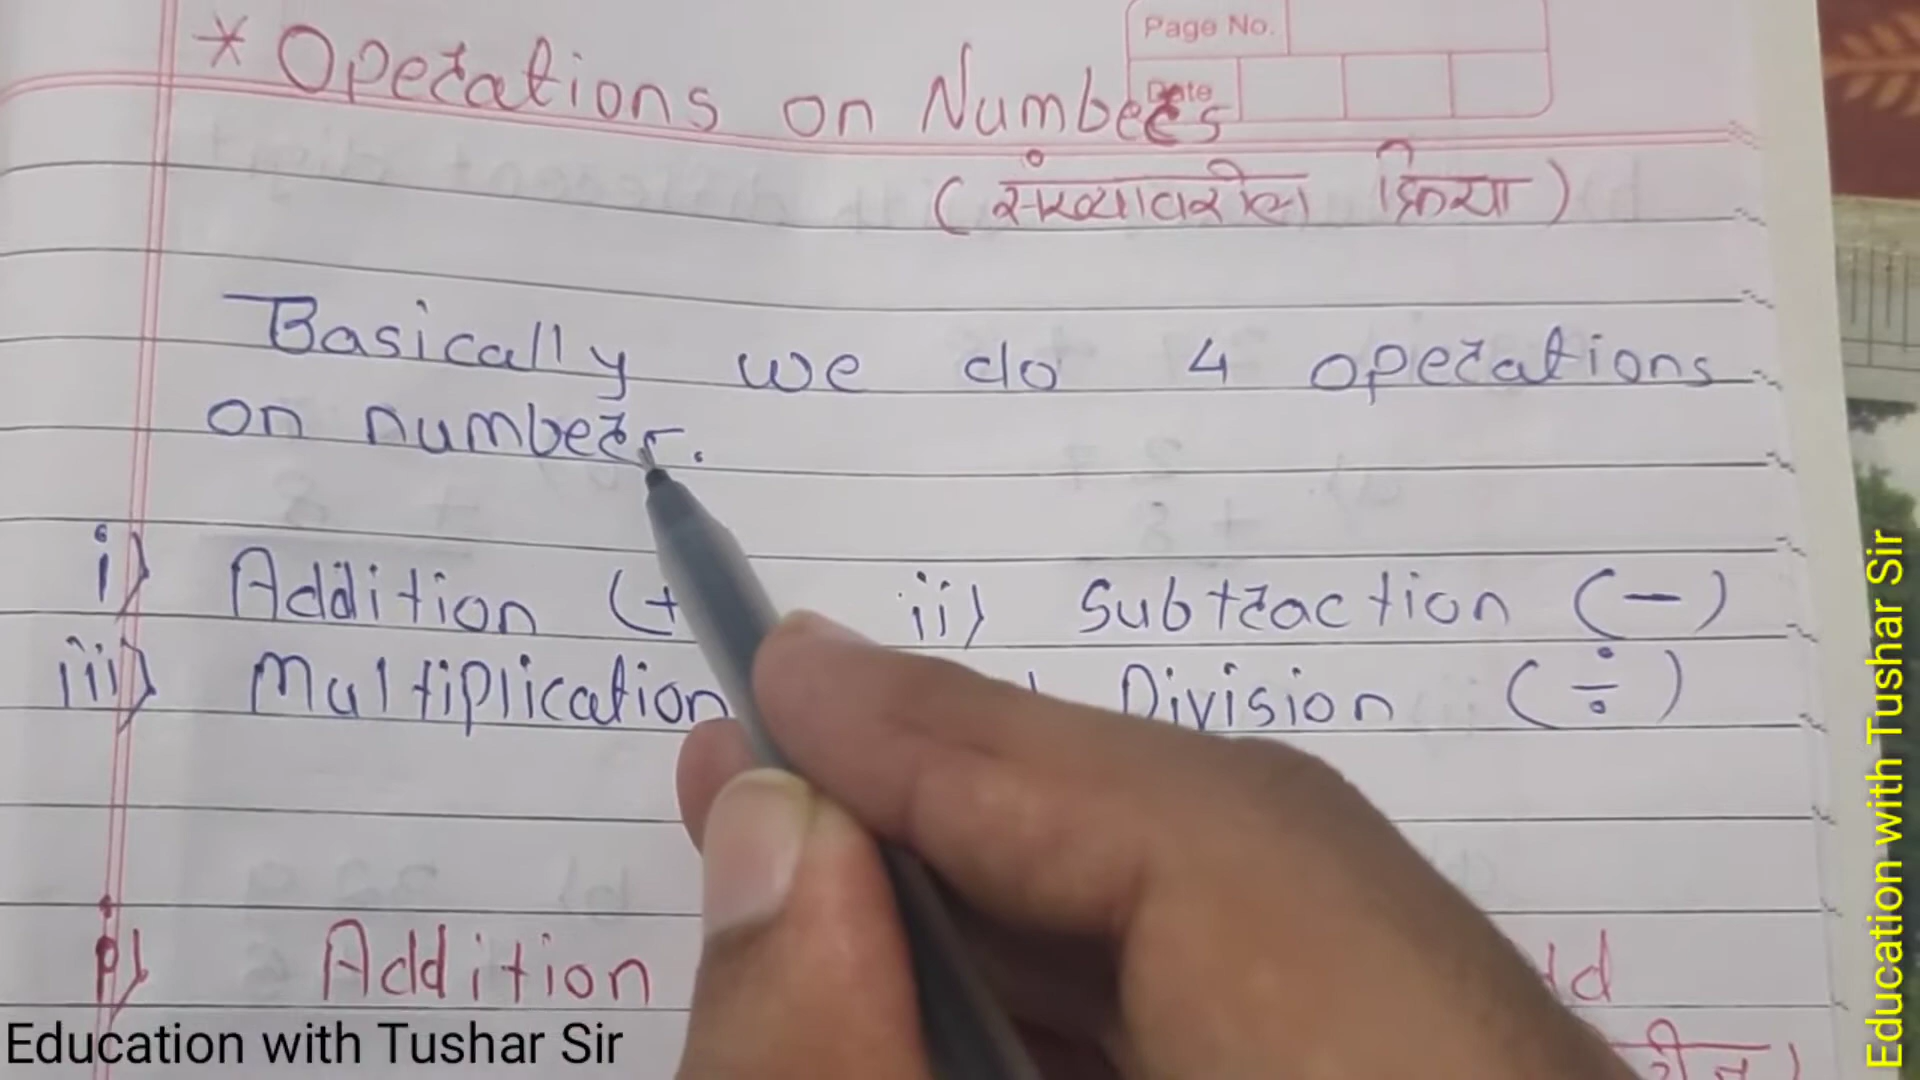 * Operations on Numbers
Page No.
Date
(संख्यावरील क्रिया)
Basically we do 4 operations
on numbers.
i) Addition (+ ii) Subtraction (-)
iii) Multiplication Division (÷)
Addition
Education with Tushar Sir
Education with Tushar Sir